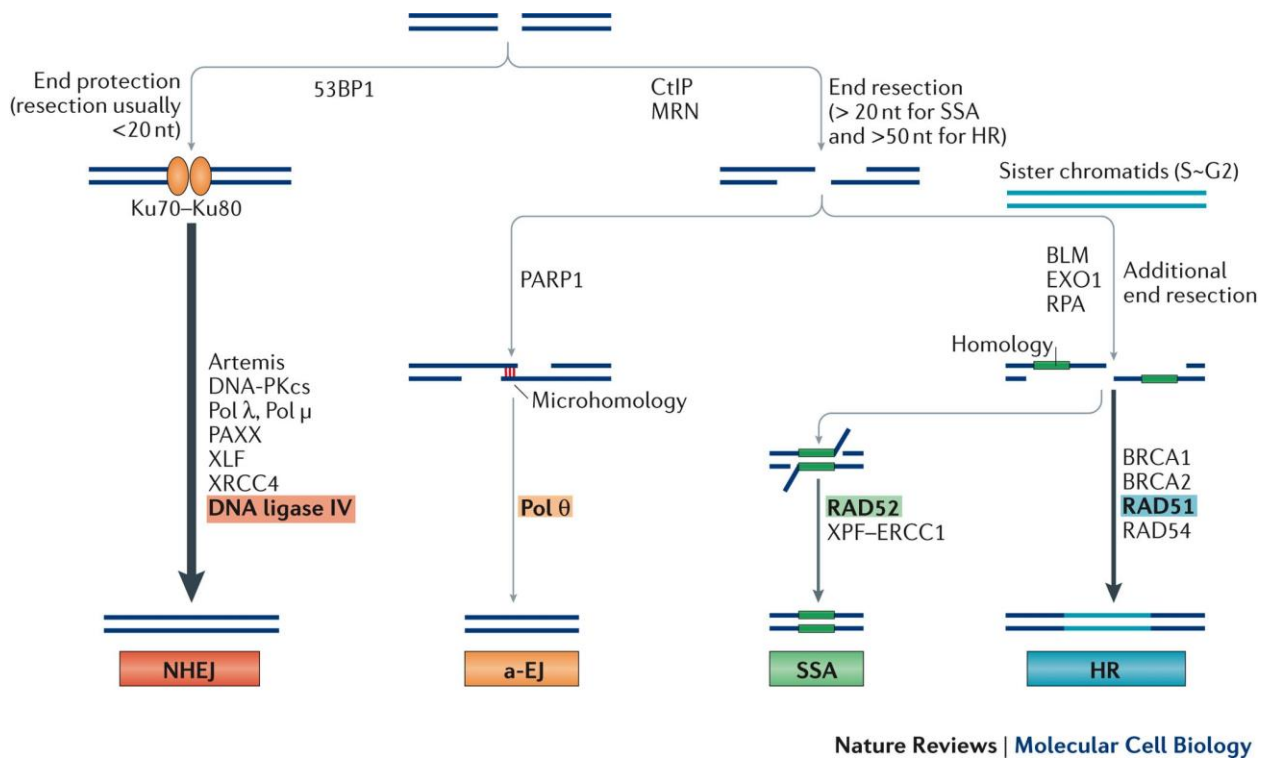 End protection
(resection usually
<20 nt)
53BP1
CtIP
MRN
End resection
(> 20 nt for SSA
and >50 nt for HR)
Ku70–Ku80
Sister chromatids (S~G2)
PARP1
BLM
EXO1
RPA
Additional
end resection
Homology
Microhomology
Artemis
DNA-PKcs
Pol λ, Pol μ
PAXX
XLF
XRCC4
DNA ligase IV
Pol θ
RAD52
XPF–ERCC1
BRCA1
BRCA2
RAD51
RAD54
NHEJ
a-EJ
SSA
HR
Nature Reviews | Molecular Cell Biology